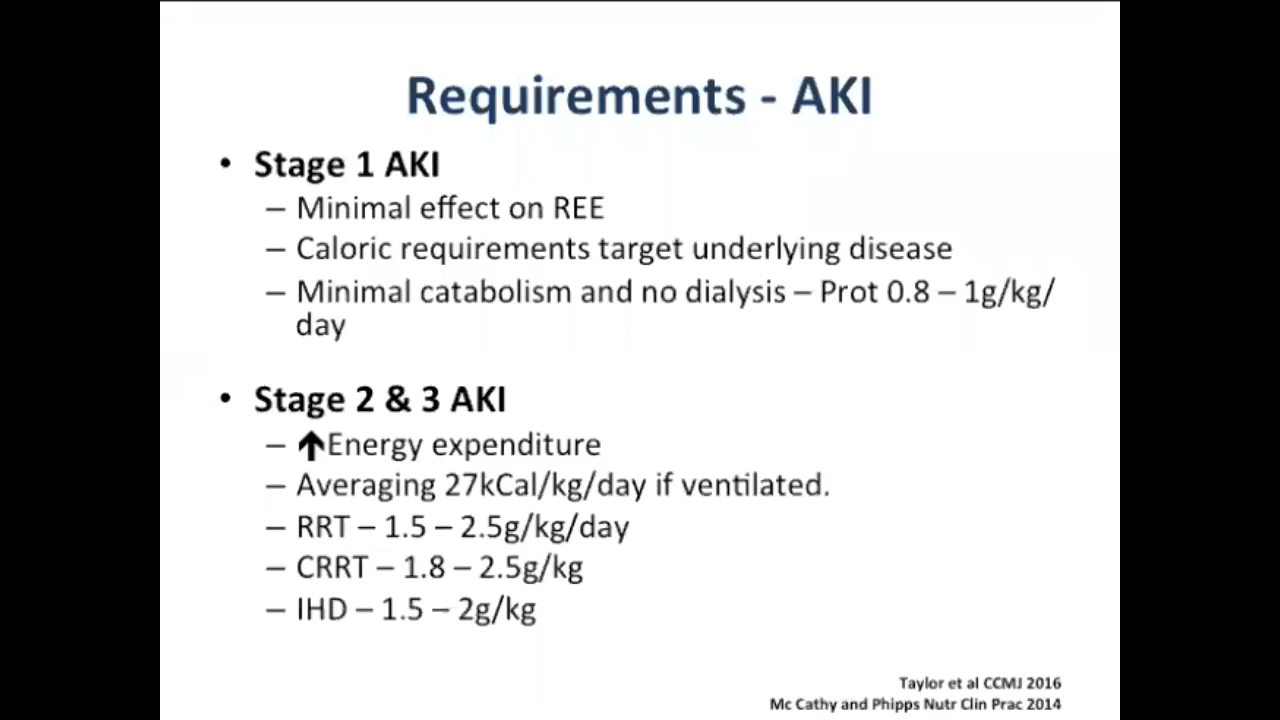 Requirements - AKI
• Stage 1 AKI
– Minimal effect on REE
– Caloric requirements target underlying disease
– Minimal catabolism and no dialysis – Prot 0.8 – 1g/kg/
day
• Stage 2 & 3 AKI
– ↑Energy expenditure
– Averaging 27kCal/kg/day if ventilated.
– RRT – 1.5 – 2.5g/kg/day
– CRRT – 1.8 – 2.5g/kg
– IHD – 1.5 – 2g/kg
Taylor et al CCMJ 2016
Mc Cathy and Phipps Nutr Clin Prac 2014